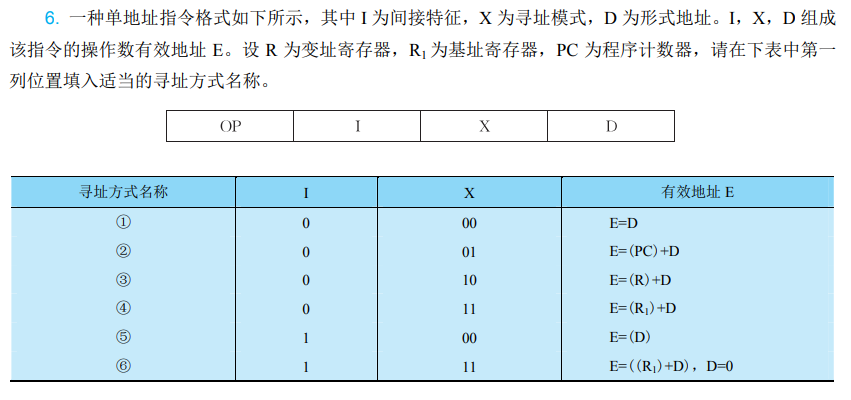 6. 一种单地址指令格式如下所示，其中 I 为间接特征，X 为寻址模式，D 为形式地址。I，X，D 组成
该指令的操作数有效地址 E。设 R 为变址寄存器，R₁ 为基址寄存器，PC 为程序计数器，请在下表中第一
列位置填入适当的寻址方式名称。
OP I X D
寻址方式名称 I X 有效地址 E
① 0 00 E=D
② 0 01 E=(PC)+D
③ 0 10 E=(R)+D
④ 0 11 E=(R₁)+D
⑤ 1 00 E=(D)
⑥ 1 11 E=((R₁)+D)，D=0